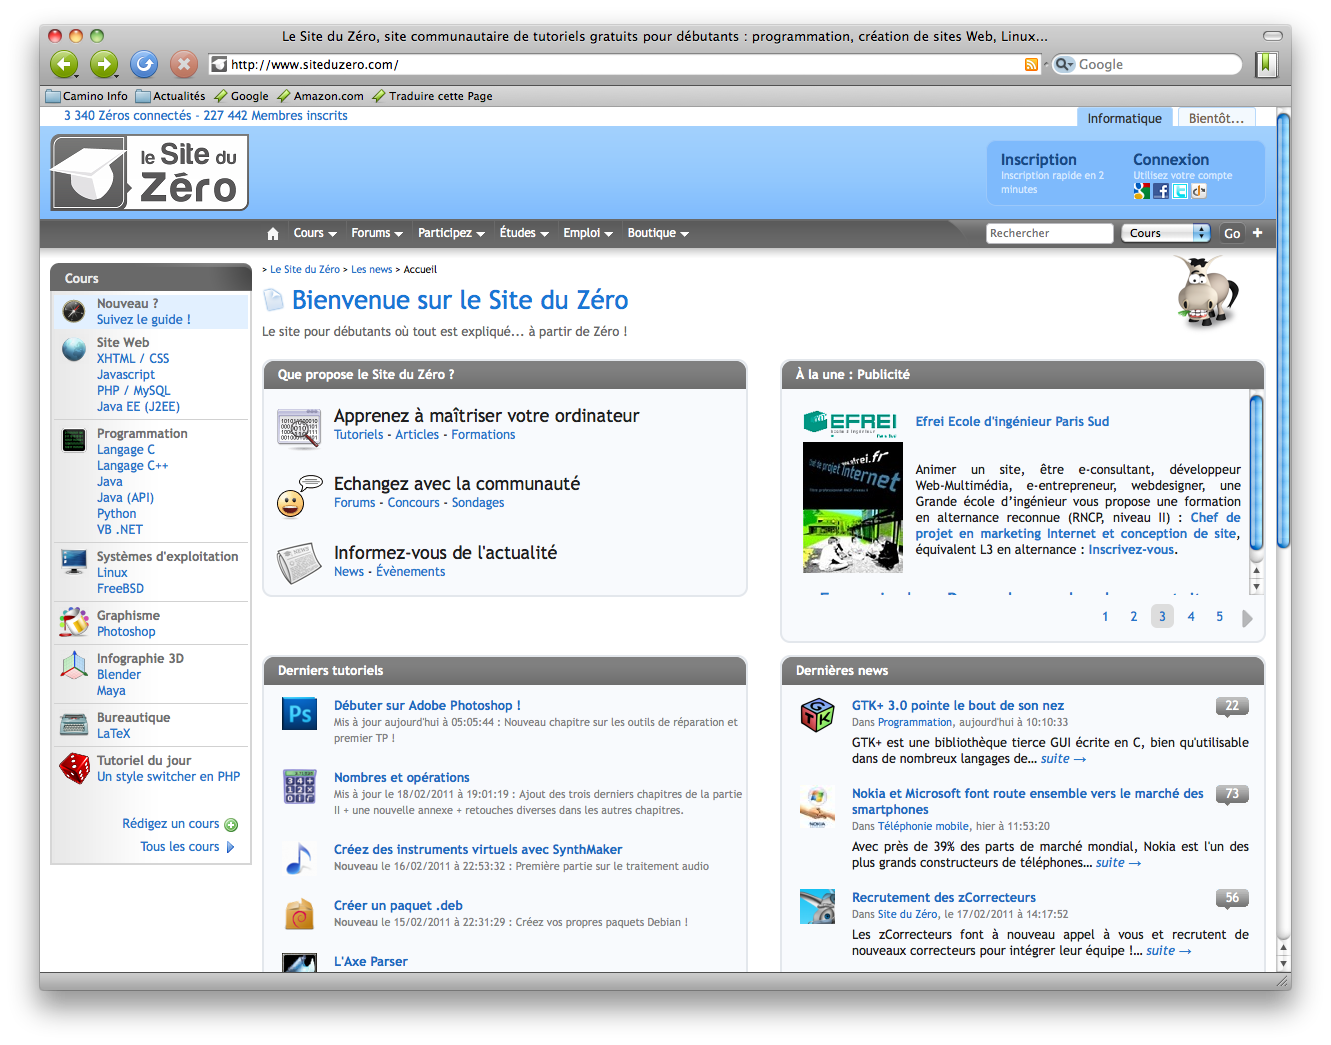 Le Site du Zéro, site communautaire de tutoriels gratuits pour débutants : programmation, création de sites Web, Linux...
http://www.siteduzero.com/
Google
Camino Info
Actualités
Google
Amazon.com
Traduire cette Page
3 340 Zéros connectés - 227 442 Membres inscrits
Informatique
Bientôt...
le Site du
Zéro
Inscription
Inscription rapide en 2
minutes
Connexion
Utilisez votre compte
Cours
Forums
Participez
Études
Emploi
Boutique
Rechercher
Cours
Go
+
Cours
Nouveau ?
Suivez le guide !
Site Web
XHTML / CSS
Javascript
PHP / MySQL
Java EE (J2EE)
Programmation
Langage C
Langage C++
Java
Java (API)
Python
VB .NET
Systèmes d'exploitation
Linux
FreeBSD
Graphisme
Photoshop
Infographie 3D
Blender
Maya
Bureautique
LaTeX
Tutoriel du jour
Un style switcher en PHP
Rédigez un cours
Tous les cours
> Le Site du Zéro > Les news > Accueil
Bienvenue sur le Site du Zéro
Le site pour débutants où tout est expliqué... à partir de Zéro !
Que propose le Site du Zéro ?
Apprenez à maîtriser votre ordinateur
Tutoriels - Articles - Formations
Echangez avec la communauté
Forums - Concours - Sondages
Informez-vous de l'actualité
News - Évènements
À la une : Publicité
EFREI
Efrei Ecole d'ingénieur Paris Sud
www.efrei.fr
Chef de projet Internet
Animer un site, être e-consultant, développeur
Web-Multimédia, e-entrepreneur, webdesigner, une
Grande école d'ingénieur vous propose une formation
en alternance reconnue (RNCP, niveau II) : Chef de
projet en marketing Internet et conception de site,
équivalent L3 en alternance : Inscrivez-vous.
1 2 3 4 5
Derniers tutoriels
Ps
Débuter sur Adobe Photoshop !
Mis à jour aujourd'hui à 05:05:44 : Nouveau chapitre sur les outils de réparation et
premier TP !
Nombres et opérations
Mis à jour le 18/02/2011 à 19:01:19 : Ajout des trois derniers chapitres de la partie
II + une nouvelle annexe + retouches diverses dans les autres chapitres.
Créez des instruments virtuels avec SynthMaker
Nouveau le 16/02/2011 à 22:53:32 : Première partie sur le traitement audio
Créer un paquet .deb
Nouveau le 15/02/2011 à 22:31:29 : Créez vos propres paquets Debian !
L'Axe Parser
Dernières news
GTK
GTK+ 3.0 pointe le bout de son nez
22
Dans Programmation, aujourd'hui à 10:10:33
GTK+ est une bibliothèque tierce GUI écrite en C, bien qu'utilisable
dans de nombreux langages de... suite →
Nokia et Microsoft font route ensemble vers le marché des
smartphones
73
NOKIA
Dans Téléphonie mobile, hier à 11:53:20
Avec près de 39% des parts de marché mondial, Nokia est l'un des
plus grands constructeurs de téléphones... suite →
Recrutement des zCorrecteurs
56
Dans Site du Zéro, le 17/02/2011 à 14:17:52
Les zCorrecteurs font à nouveau appel à vous et recrutent de
nouveaux correcteurs pour intégrer leur équipe !... suite →